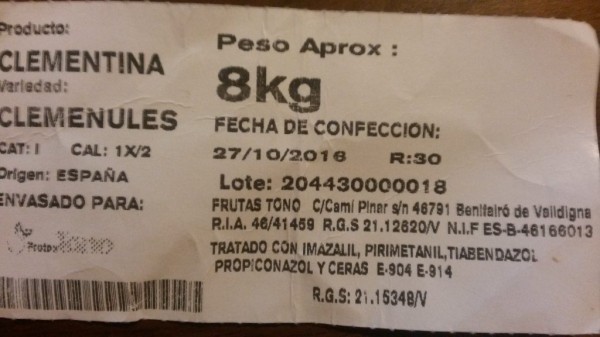 Producto:
CLEMENTINA
Variedad:
CLEMENULES
CAT: I CAL: 1X/2
Origen: ESPAÑA
ENVASADO PARA:
Peso Aprox :
8kg
FECHA DE CONFECCION:
27/10/2016 R:30
Lote: 204430000018
FRUTAS TONO C/Camí Pinar s/n 46791 Benifairó de Valldigna
R.I.A. 46/41459 R.G.S 21.12620/V N.I.F ES-B-46166013
TRATADO CON IMAZALIL, PIRIMETANIL,TIABENDAZOL
PROPICONAZOL Y CERAS E-904 E-914
R.G.S: 21.15348/V